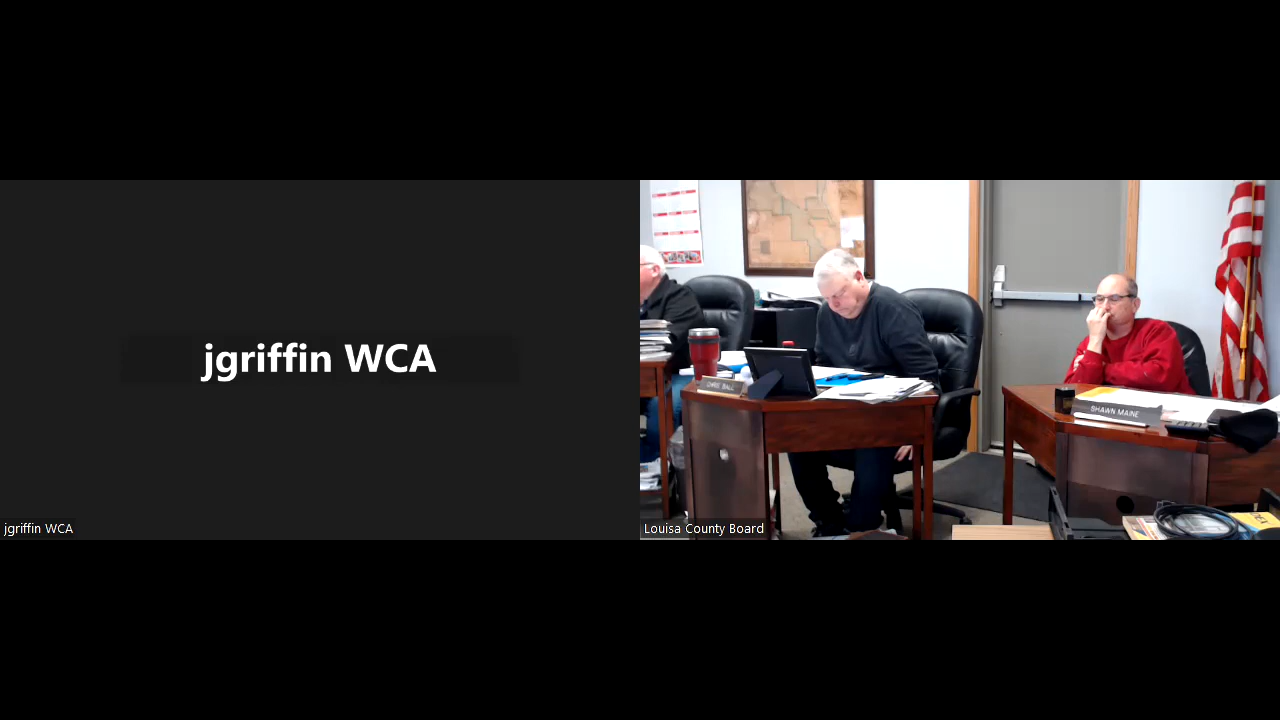 jgriffin WCA
jgriffin WCA
CHRIS BALL
SHAWN MAINE
Louisa County Board